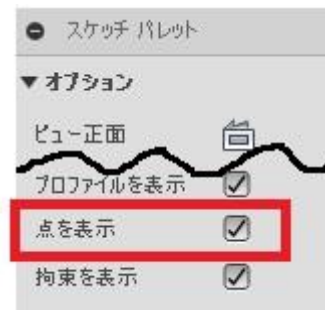 スケッチ パレット
▼オプション
ビュー正面
プロファイルを表示
点を表示
拘束を表示